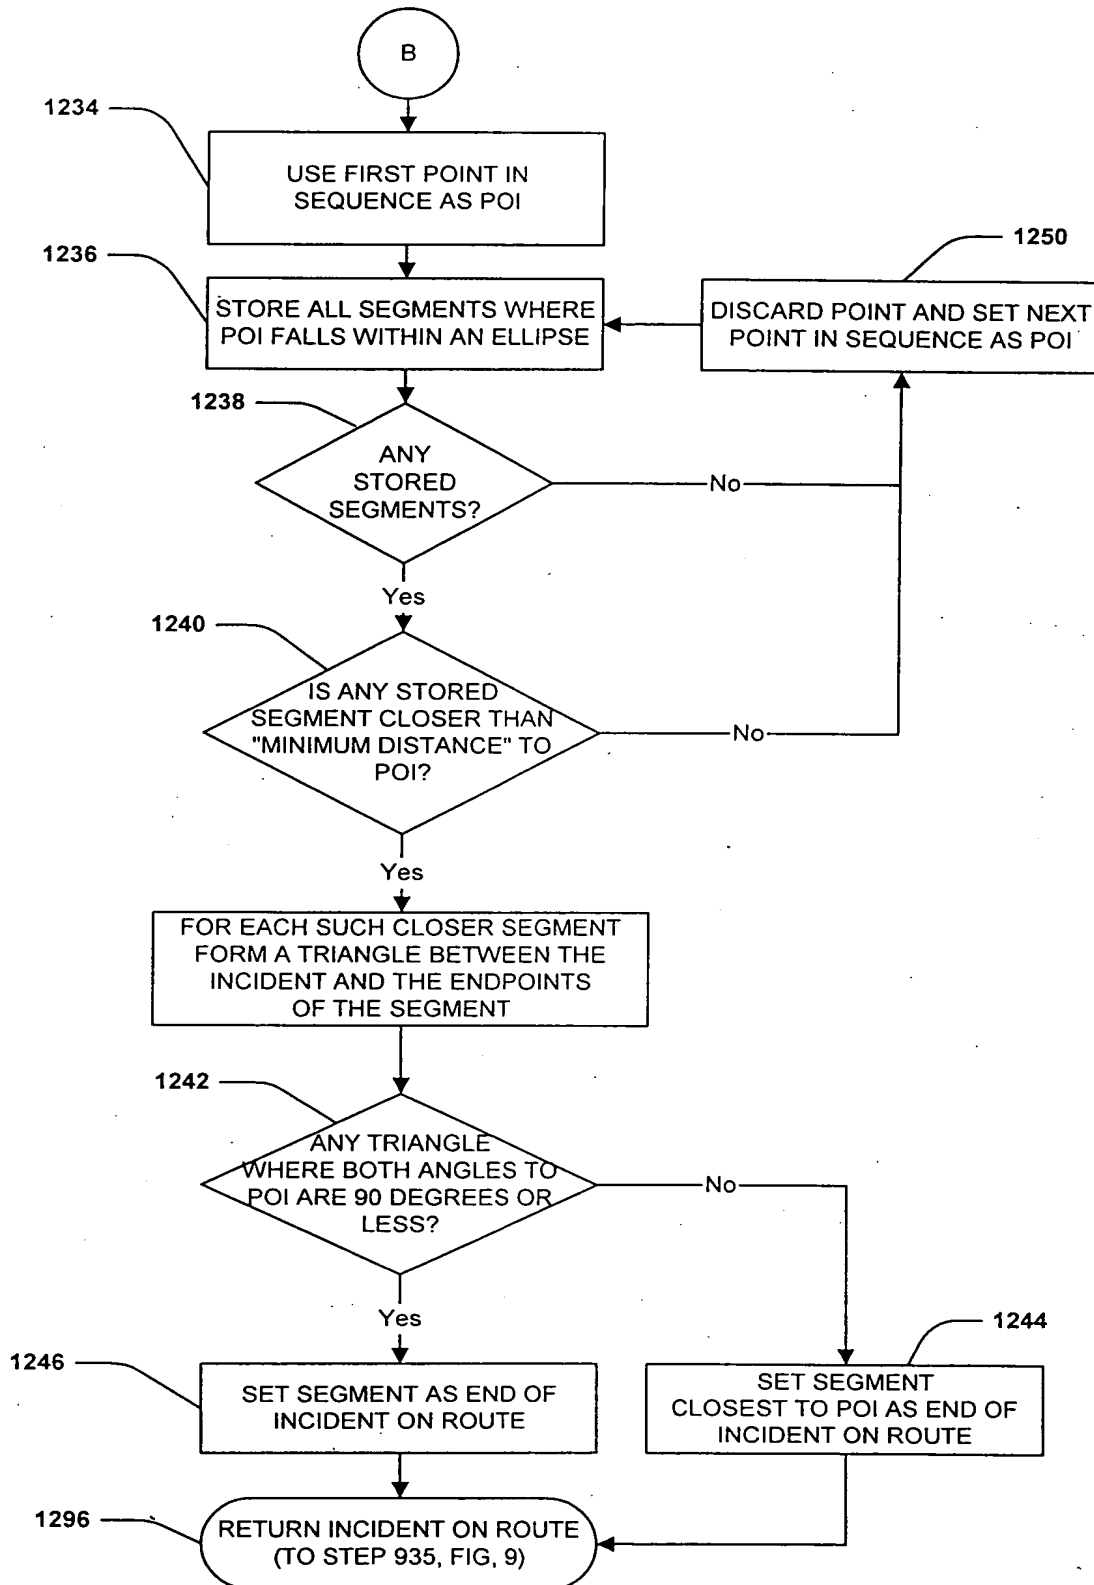 B
1234
USE FIRST POINT IN
SEQUENCE AS POI
1236
STORE ALL SEGMENTS WHERE
POI FALLS WITHIN AN ELLIPSE
1250
DISCARD POINT AND SET NEXT
POINT IN SEQUENCE AS POI
1238
ANY
STORED
SEGMENTS?
No
Yes
1240
IS ANY STORED
SEGMENT CLOSER THAN
"MINIMUM DISTANCE" TO
POI?
No
Yes
FOR EACH SUCH CLOSER SEGMENT
FORM A TRIANGLE BETWEEN THE
INCIDENT AND THE ENDPOINTS
OF THE SEGMENT
1242
ANY TRIANGLE
WHERE BOTH ANGLES TO
POI ARE 90 DEGREES OR
LESS?
No
Yes
1246
SET SEGMENT AS END OF
INCIDENT ON ROUTE
1244
SET SEGMENT
CLOSEST TO POI AS END OF
INCIDENT ON ROUTE
1296
RETURN INCIDENT ON ROUTE
(TO STEP 935, FIG, 9)